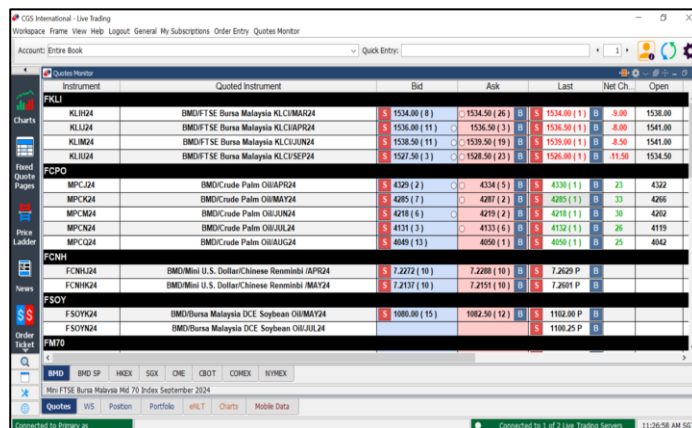 CGS International - Live Trading
Workspace Frame View Help Logout General My Subscriptions Order Entry Quotes Monitor
Account: Entire Book Quick Entry: 1
Quotes Monitor
Instrument Quoted Instrument Bid Ask Last Net Ch... Open
FKLI
KLIH24 BMD/FTSE Bursa Malaysia KLCI/MAR24 S 1534.00 ( 8 ) 1534.50 ( 26 ) B S 1534.00 ( 1 ) B -9.00 1538.00
KLIJ24 BMD/FTSE Bursa Malaysia KLCI/APR24 S 1536.00 ( 11 ) 1536.50 ( 3 ) B S 1536.00 ( 1 ) B -8.00 1541.00
KLIM24 BMD/FTSE Bursa Malaysia KLCI/JUN24 S 1538.50 ( 11 ) 1539.50 ( 19 ) B S 1539.00 ( 1 ) B -8.50 1541.00
KLIU24 BMD/FTSE Bursa Malaysia KLCI/SEP24 S 1527.50 ( 3 ) 1528.50 ( 23 ) B S 1526.00 ( 1 ) B -11.50 1534.50
FCPO
MPCJ24 BMD/Crude Palm Oil/APR24 S 4329 ( 2 ) 4334 ( 5 ) B S 4330 ( 1 ) B 23 4322
MPCK24 BMD/Crude Palm Oil/MAY24 S 4285 ( 7 ) 4287 ( 2 ) B S 4285 ( 1 ) B 33 4266
MPCM24 BMD/Crude Palm Oil/JUN24 S 4218 ( 6 ) 4219 ( 2 ) B S 4218 ( 1 ) B 30 4202
MPCN24 BMD/Crude Palm Oil/JUL24 S 4131 ( 3 ) 4133 ( 6 ) B S 4132 ( 1 ) B 26 4119
MPCQ24 BMD/Crude Palm Oil/AUG24 S 4049 ( 13 ) 4050 ( 1 ) B S 4050 ( 1 ) B 25 4042
FCNH
FCNHJ24 BMD/Mini U.S. Dollar/Chinese Renminbi /APR24 S 7.2272 ( 10 ) 7.2288 ( 10 ) B S 7.2629 P B
FCNHK24 BMD/Mini U.S. Dollar/Chinese Renminbi /MAY24 S 7.2137 ( 10 ) 7.2151 ( 10 ) B S 7.2601 P B
FSOY
FSOYK24 BMD/Bursa Malaysia DCE Soybean Oil/MAY24 S 1080.00 ( 15 ) 1082.50 ( 12 ) B S 1102.00 P B
FSOYN24 BMD/Bursa Malaysia DCE Soybean Oil/JUL24 S 1100.25 P B
FM70
Charts
Fixed
Quote
Pages
Price
Ladder
News
Order
Ticket
BMD BMD SP HKEX SGX CME CBOT COMEX NYMEX
Mini FTSE Bursa Malaysia Mid 70 Index September 2024
Quotes WS Position Portfolio eNLT Charts Mobile Data
Connected to Primary as Connected to 1 of 2 Live Trading Servers 11:26:58 AM SG